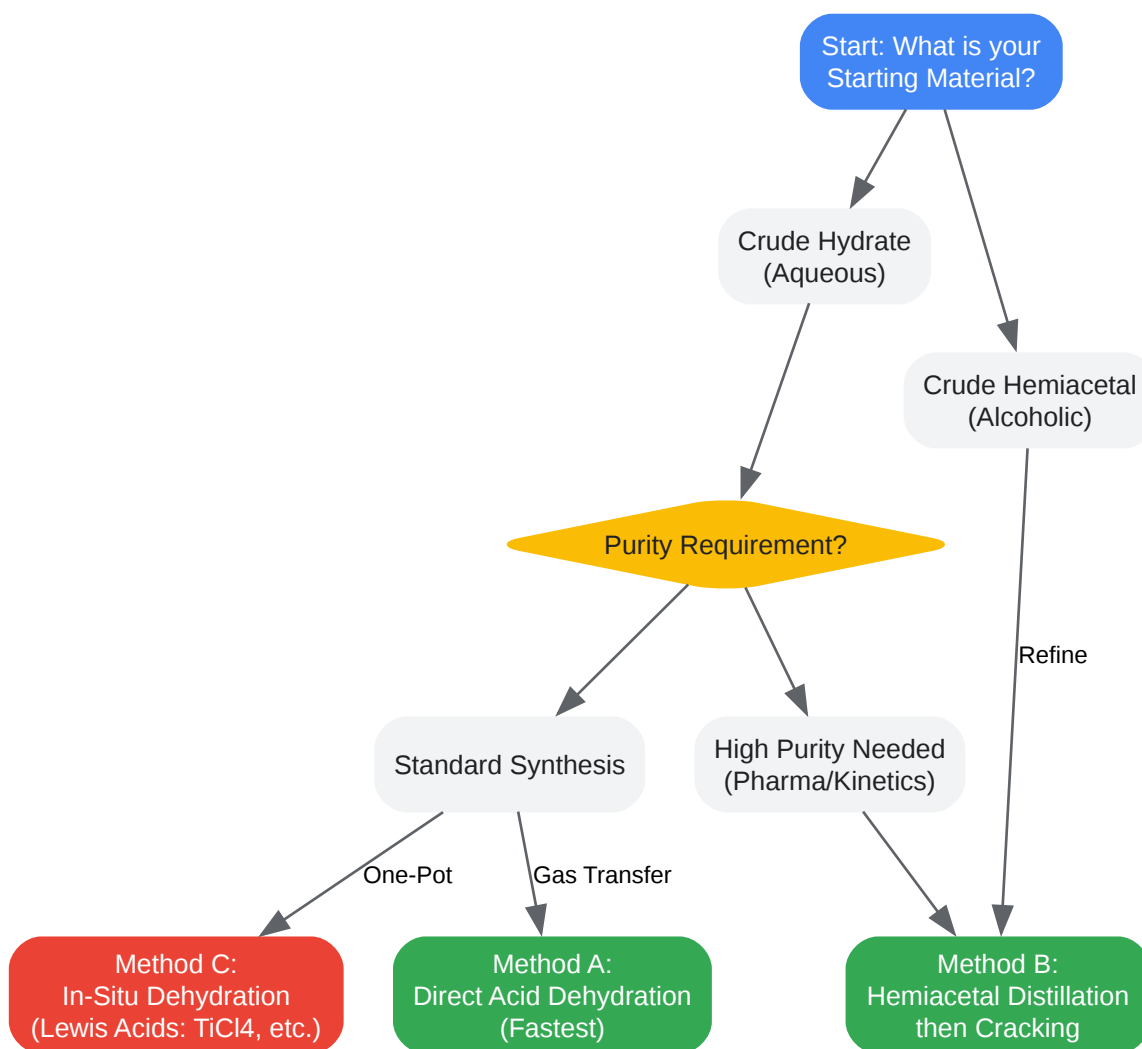 Start: What is your
Starting Material?
Crude Hydrate
(Aqueous)
Crude Hemiacetal
(Alcoholic)
Purity Requirement?
Refine
Standard Synthesis
High Purity Needed
(Pharma/Kinetics)
One-Pot
Gas Transfer
Method C:
In-Situ Dehydration
(Lewis Acids: TiCl4, etc.)
Method A:
Direct Acid Dehydration
(Fastest)
Method B:
Hemiacetal Distillation
then Cracking